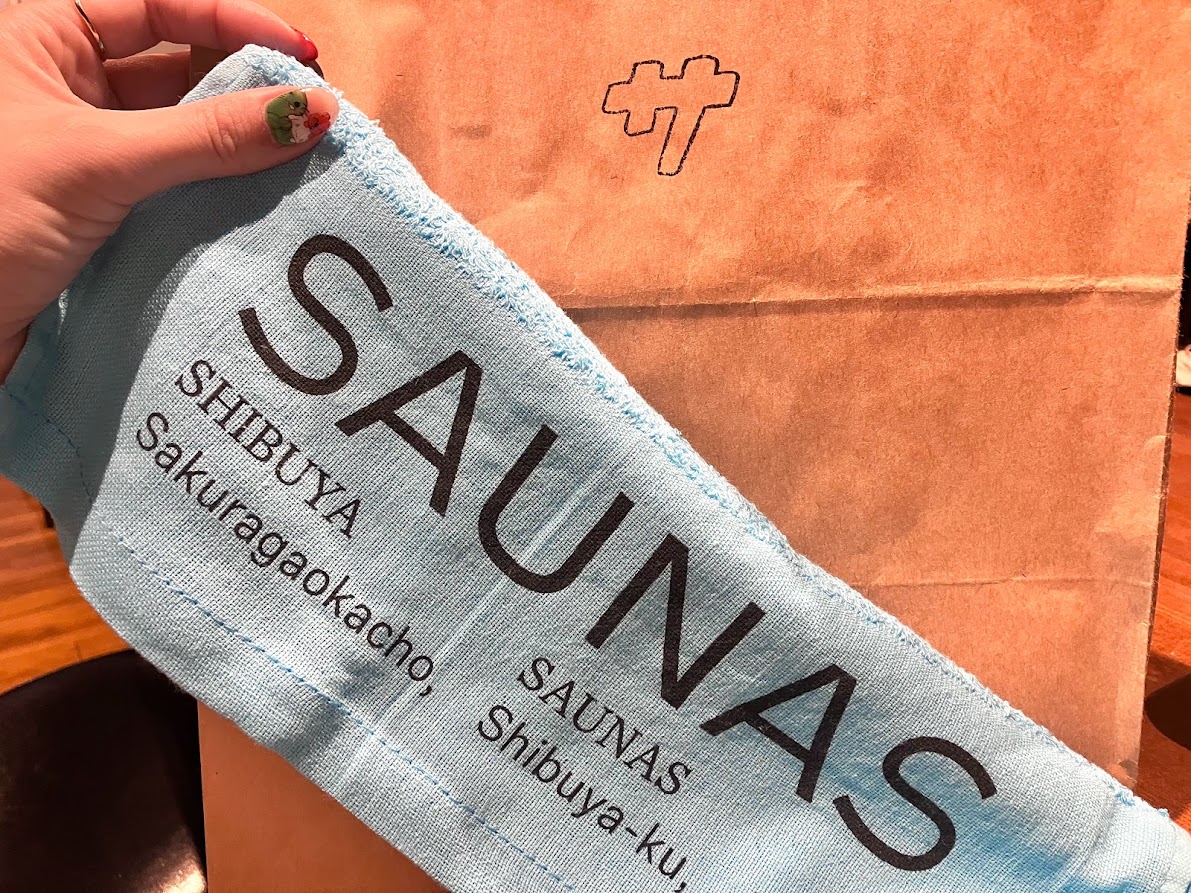 サ
SAUNAS
SHIBUYA SAUNAS
Sakuragaokacho, Shibuya-ku,